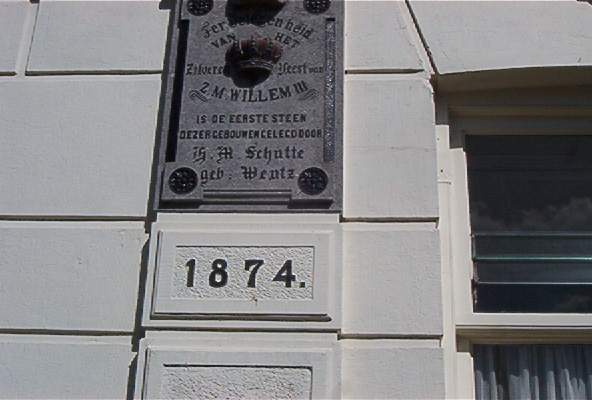 Ter gelegenheid
VAN HET
Zilveren Feest van
Z.M. WILLEM III
IS DE EERSTE STEEN
DEZER GEBOUWEN GELEGD DOOR
H. M. Schutte
geb. Wentz.
1874.